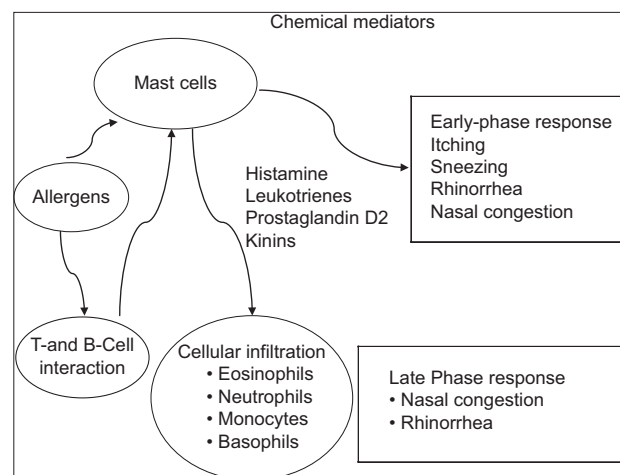 Chemical mediators
Mast cells
Early-phase response
Itching
Sneezing
Rhinorrhea
Nasal congestion
Allergens
Histamine
Leukotrienes
Prostaglandin D2
Kinins
T-and B-Cell
interaction
Cellular infiltration
• Eosinophils
• Neutrophils
• Monocytes
• Basophils
Late Phase response
• Nasal congestion
• Rhinorrhea